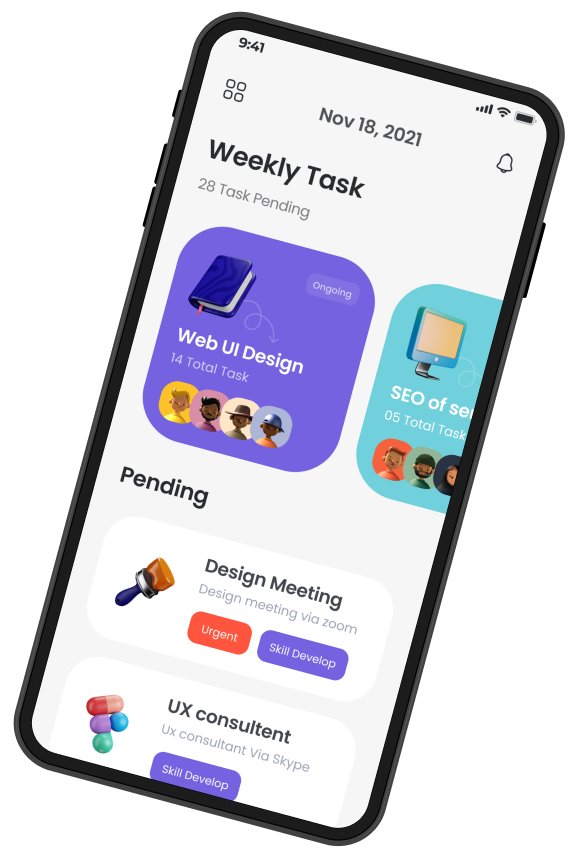 9:41
Nov 18, 2021
Weekly Task
28 Task Pending
Ongoing
Web UI Design
14 Total Task
SEO of
05 Total Task
Pending
Design Meeting
Design meeting via zoom
Urgent
Skill Develop
UX consultent
UX consultant Via Skype
Skill Develop